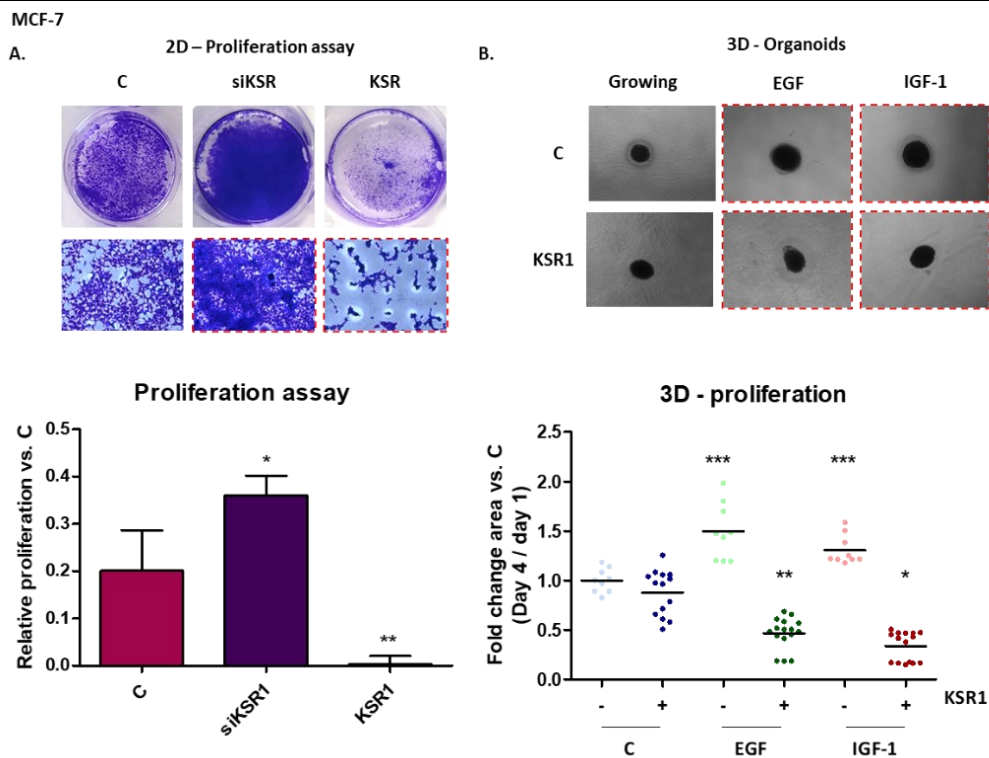 MCF-7
A.
2D – Proliferation assay
C
siKSR
KSR
B.
3D - Organoids
Growing
EGF
IGF-1
C
KSR1
Proliferation assay
Relative proliferation vs. C
0.5
0.4
0.3
0.2
0.1
0.0
*
**
C
siKSR1
KSR1
3D - proliferation
Fold change area vs. C
(Day 4 / day 1)
2.5
2.0
1.5
1.0
0.5
0.0
***
**
***
*
- + - + - + KSR1
C
EGF
IGF-1